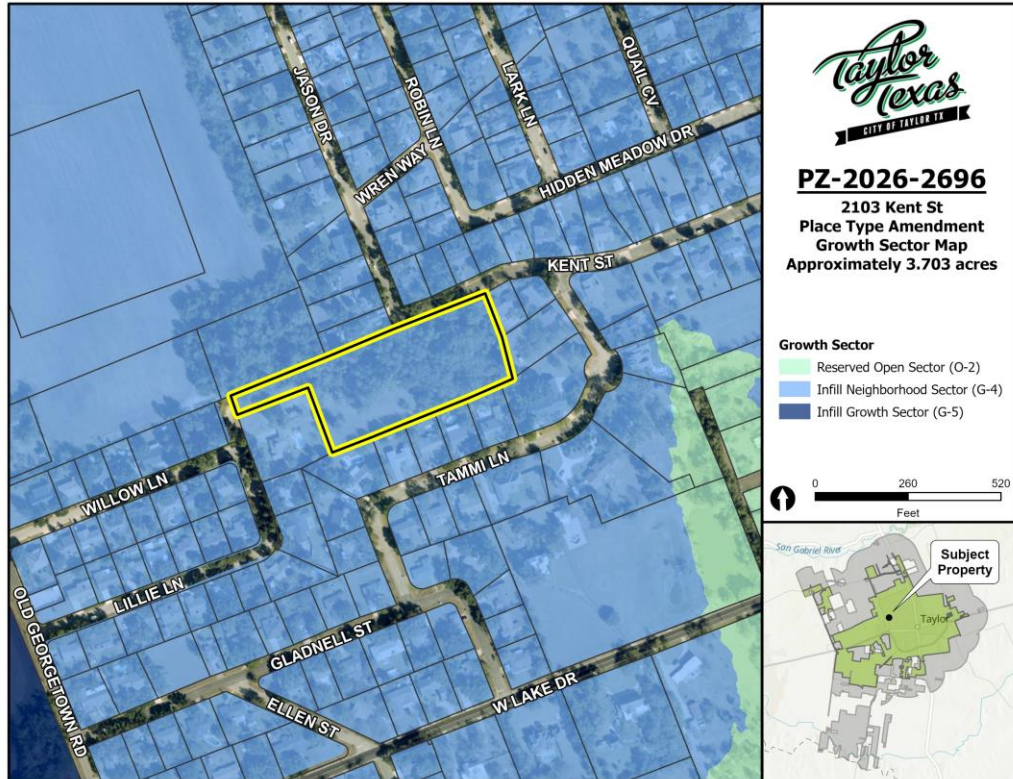 JASON DR
ROBIN LN
LARK LN
QUAIL CV
WREN WAY
HIDDEN MEADOW DR
KENT ST
TAMMI LN
WILLOW LN
LILLIE LN
OLD GEORGETOWN RD
GLADNELL ST
ELLEN ST
W LAKE DR
Taylor
Texas
CITY OF TAYLOR TX
PZ-2026-2696
2103 Kent St
Place Type Amendment
Growth Sector Map
Approximately 3.703 acres
Growth Sector
Reserved Open Sector (O-2)
Infill Neighborhood Sector (G-4)
Infill Growth Sector (G-5)
0 260 520
Feet
San Gabriel River
Subject
Property
Taylor